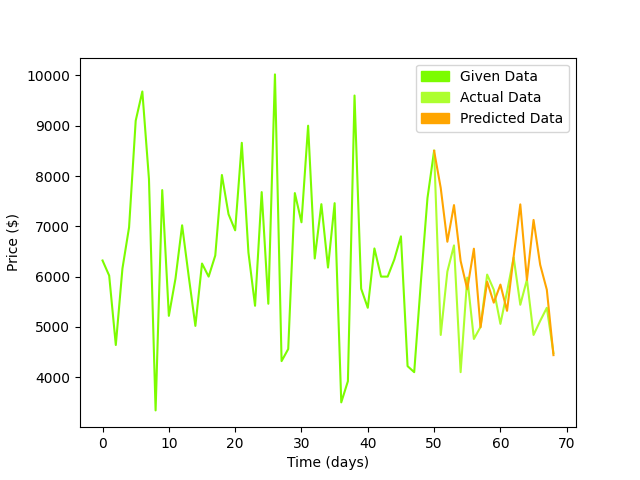 Given Data
Actual Data
Predicted Data
10000
9000
8000
7000
6000
5000
4000
Price ($)
0 10 20 30 40 50 60 70
Time (days)